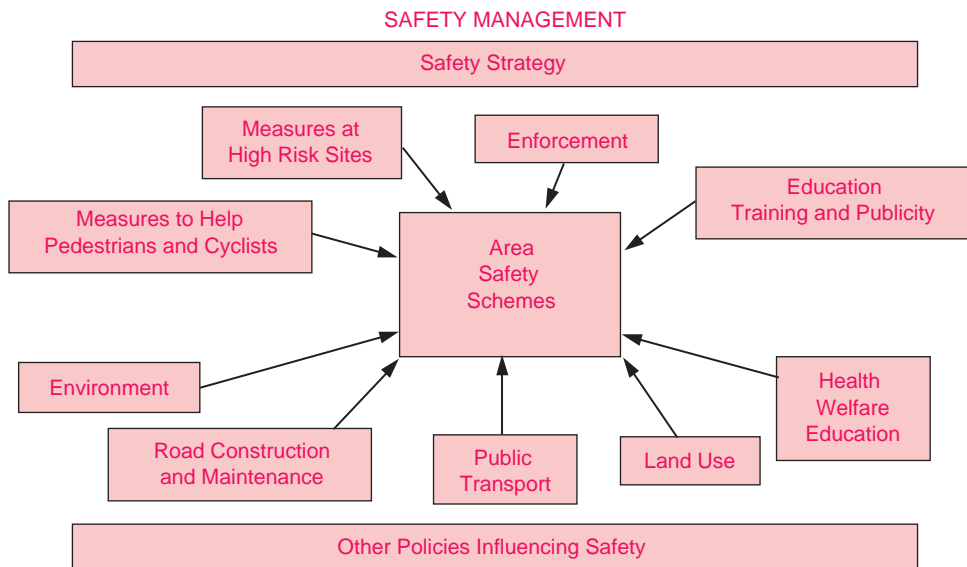 SAFETY MANAGEMENT
Safety Strategy
Measures at
High Risk Sites
Enforcement
Education
Training and Publicity
Measures to Help
Pedestrians and Cyclists
Area
Safety
Schemes
Environment
Health
Welfare
Education
Road Construction
and Maintenance
Public
Transport
Land Use
Other Policies Influencing Safety